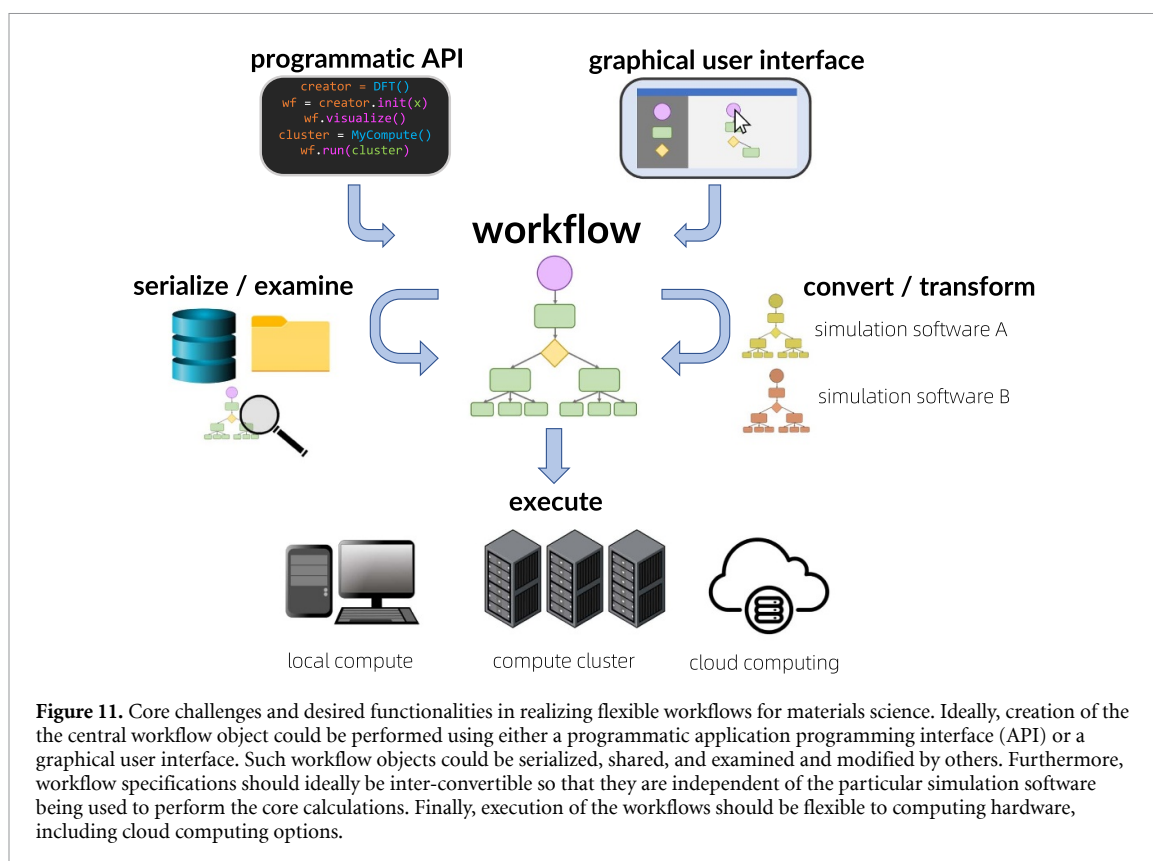 programmatic API
graphical user interface
creator = DFT()
wf = creator.init(x)
wf.visualize()
cluster = MyCompute()
wf.run(cluster)
workflow
serialize / examine
convert / transform
simulation software A
simulation software B
execute
local compute
compute cluster
cloud computing
Figure 11. Core challenges and desired functionalities in realizing flexible workflows for materials science. Ideally, creation of the
the central workflow object could be performed using either a programmatic application programming interface (API) or a
graphical user interface. Such workflow objects could be serialized, shared, and examined and modified by others. Furthermore,
workflow specifications should ideally be inter-convertible so that they are independent of the particular simulation software
being used to perform the core calculations. Finally, execution of the workflows should be flexible to computing hardware,
including cloud computing options.